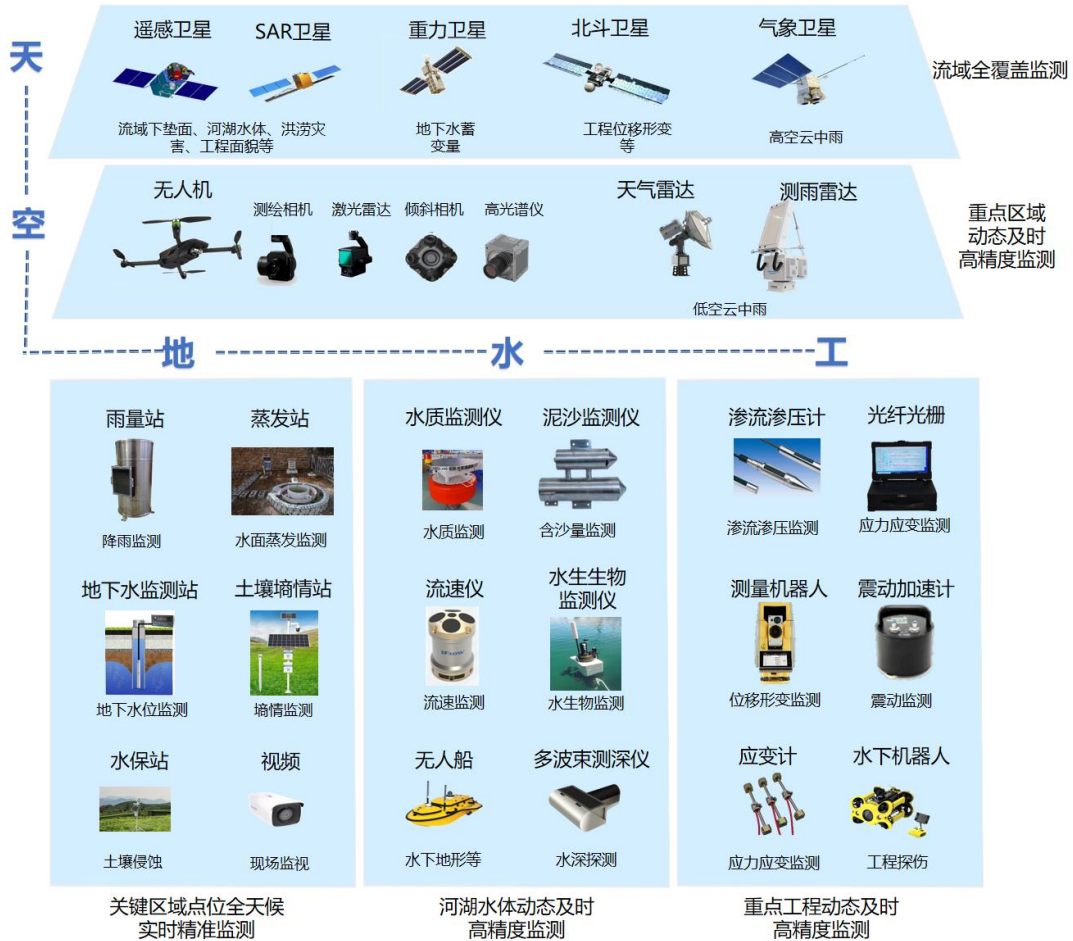 天
遥感卫星
SAR卫星
重力卫星
北斗卫星
气象卫星
流域下垫面、河湖水体、洪涝灾
害、工程面貌等
地下水蓄
变量
工程位移形变
等
高空云中雨
流域全覆盖监测
空
无人机
测绘相机
激光雷达
倾斜相机
高光谱仪
天气雷达
测雨雷达
低空云中雨
重点区域
动态及时
高精度监测
地
水
工
雨量站
蒸发站
降雨监测
水面蒸发监测
地下水监测站
土壤墒情站
地下水位监测
墒情监测
水保站
视频
土壤侵蚀
现场监视
关键区域点位全天候
实时精准监测
水质监测仪
泥沙监测仪
水质监测
含沙量监测
流速仪
水生生物
监测仪
流速监测
水生物监测
无人船
多波束测深仪
水下地形等
水深探测
河湖水体动态及时
高精度监测
渗流渗压计
光纤光栅
渗流渗压监测
应力应变监测
测量机器人
震动加速计
位移形变监测
震动监测
应变计
水下机器人
应力应变监测
工程探伤
重点工程动态及时
高精度监测